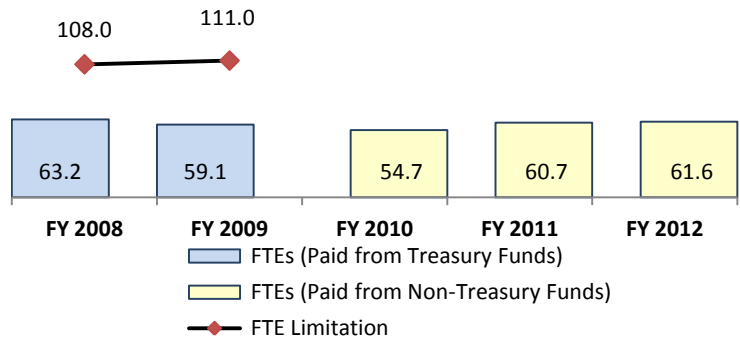 108.0 111.0
63.2 59.1 54.7 60.7 61.6
FY 2008 FY 2009 FY 2010 FY 2011 FY 2012
FTEs (Paid from Treasury Funds)
FTEs (Paid from Non-Treasury Funds)
FTE Limitation